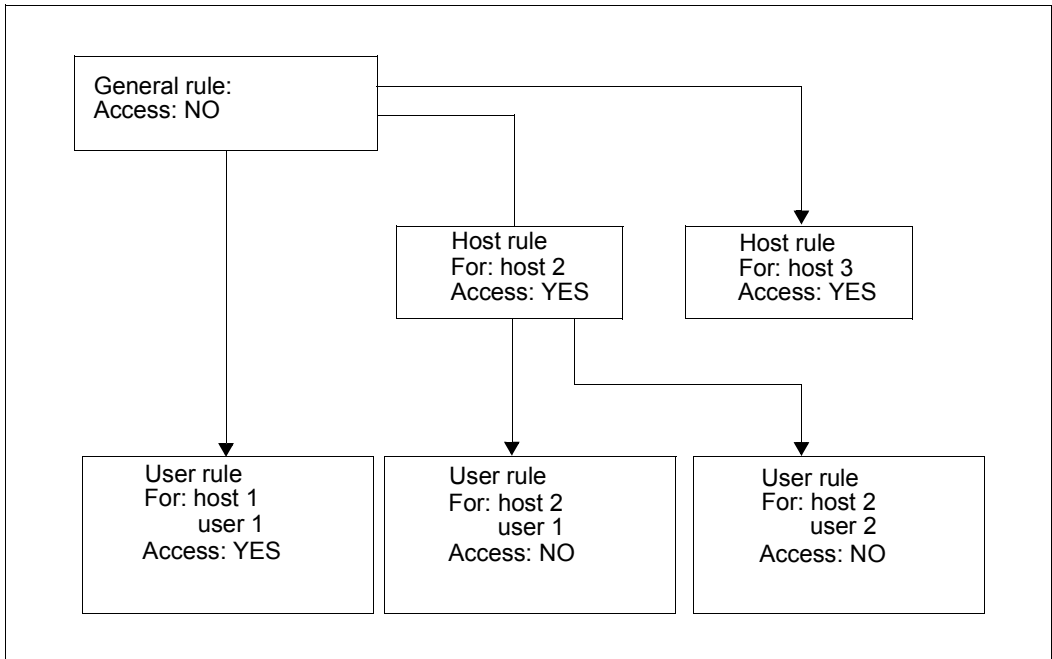 General rule:
Access: NO
Host rule
For: host 2
Access: YES
Host rule
For: host 3
Access: YES
User rule
For: host 1
user 1
Access: YES
User rule
For: host 2
user 1
Access: NO
User rule
For: host 2
user 2
Access: NO